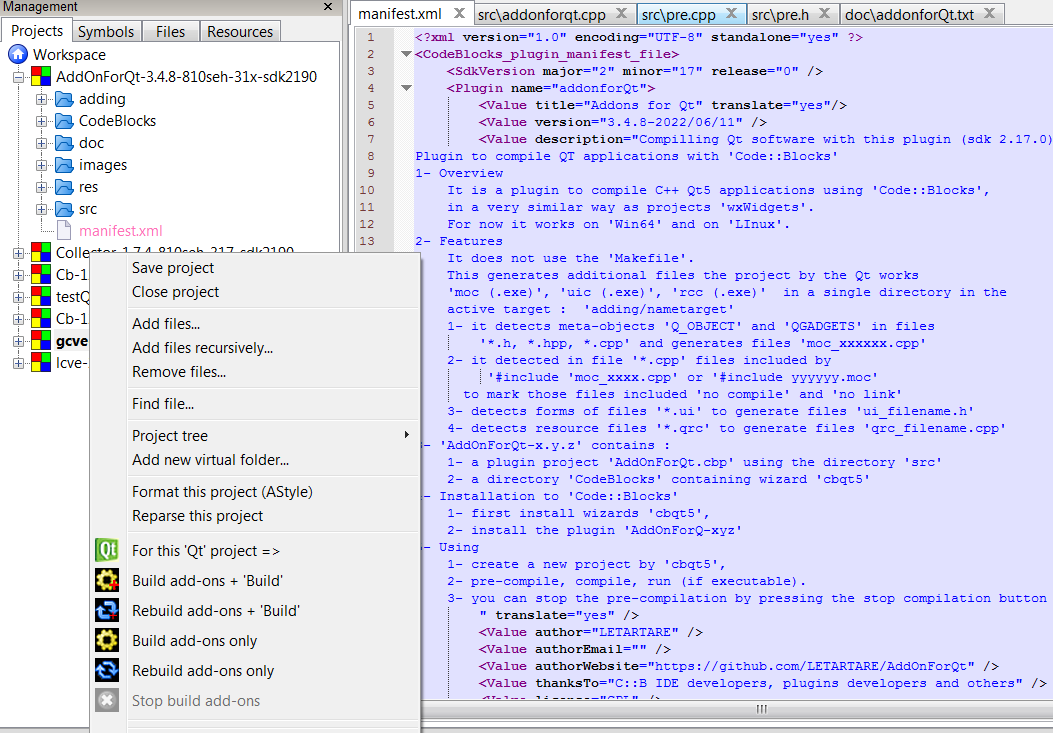 Management ×
Projects Symbols Files Resources
Workspace
AddOnForQt-3.4.8-810seh-31x-sdk2190
adding
CodeBlocks
doc
images
res
src
manifest.xml
Collector-1.7.4-810seh-317-sdk2190
Cb-1
testQ
Cb-1
gcve
lcve-
Save project
Close project
Add files...
Add files recursively...
Remove files...
Find file...
Project tree
Add new virtual folder...
Format this project (AStyle)
Reparse this project
Qt For this 'Qt' project =>
Build add-ons + 'Build'
Rebuild add-ons + 'Build'
Build add-ons only
Rebuild add-ons only
Stop build add-ons
manifest.xml src\addonforqt.cpp src\pre.cpp src\pre.h doc\addonforQt.txt
1 <?xml version="1.0" encoding="UTF-8" standalone="yes" ?>
2 <CodeBlocks_plugin_manifest_file>
3 <SdkVersion major="2" minor="17" release="0" />
4 <Plugin name="addonforQt">
5 <Value title="Addons for Qt" translate="yes"/>
6 <Value version="3.4.8-2022/06/11" />
7 <Value description="Compilling Qt software with this plugin (sdk 2.17.0)
8 Plugin to compile QT applications with 'Code::Blocks'
9 1- Overview
10 It is a plugin to compile C++ Qt5 applications using 'Code::Blocks',
11 in a very similar way as projects 'wxWidgets'.
12 For now it works on 'Win64' and on 'LInux'.
13 2- Features
It does not use the 'Makefile'.
This generates additional files the project by the Qt works
'moc (.exe)', 'uic (.exe)', 'rcc (.exe)' in a single directory in the
active target : 'adding/nametarget'
1- it detects meta-objects 'Q_OBJECT' and 'QGADGETS' in files
'*.h, *.hpp, *.cpp' and generates files 'moc_xxxxxx.cpp'
2- it detected in file '*.cpp' files included by
'#include 'moc_xxxx.cpp' or '#include yyyyyy.moc'
to mark those files included 'no compile' and 'no link'
3- detects forms of files '*.ui' to generate files 'ui_filename.h'
4- detects resource files '*.qrc' to generate files 'qrc_filename.cpp'
- 'AddOnForQt-x.y.z' contains :
1- a plugin project 'AddOnForQt.cbp' using the directory 'src'
2- a directory 'CodeBlocks' containing wizard 'cbqt5'
- Installation to 'Code::Blocks'
1- first install wizards 'cbqt5',
2- install the plugin 'AddOnForQ-xyz'
- Using
1- create a new project by 'cbqt5',
2- pre-compile, compile, run (if executable).
3- you can stop the pre-compilation by pressing the stop compilation button
" translate="yes" />
<Value author="LETARTARE" />
<Value authorEmail="" />
<Value authorWebsite="https://github.com/LETARTARE/AddOnForQt" />
<Value thanksTo="C::B IDE developers, plugins developers and others" />
<Value license="GPL" />